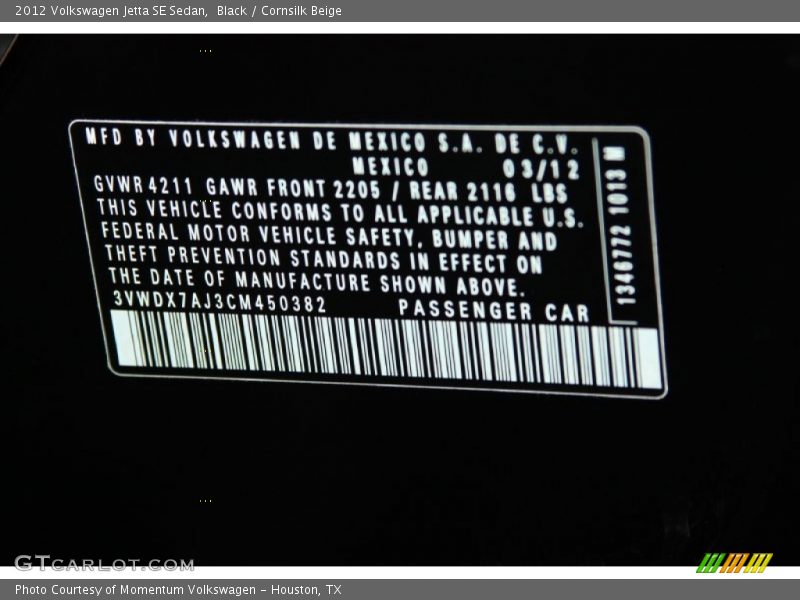 2012 Volkswagen Jetta SE Sedan,  Black / Cornsilk Beige
MFD BY VOLKSWAGEN DE MEXICO S.A. DE C.V.
MEXICO 03/12
GVWR 4211 GAWR FRONT 2205 / REAR 2116 LBS
THIS VEHICLE CONFORMS TO ALL APPLICABLE U.S.
FEDERAL MOTOR VEHICLE SAFETY, BUMPER AND
THEFT PREVENTION STANDARDS IN EFFECT ON
THE DATE OF MANUFACTURE SHOWN ABOVE.
3VWDX7AJ3CM450382 PASSENGER CAR
1346772 1013 M
GTCARLOT.COM
Photo Courtesy of Momentum Volkswagen - Houston, TX